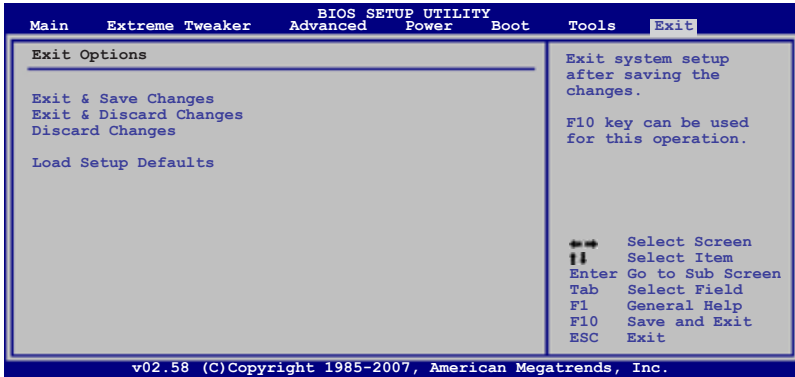 BIOS SETUP UTILITY
Main Extreme Tweaker Advanced Power Boot Tools Exit
Exit Options
Exit & Save Changes
Exit & Discard Changes
Discard Changes
Load Setup Defaults
Exit system setup
after saving the
changes.
F10 key can be used
for this operation.
←→ Select Screen
↑↓ Select Item
Enter Go to Sub Screen
Tab Select Field
F1 General Help
F10 Save and Exit
ESC Exit
v02.58 (C)Copyright 1985-2007, American Megatrends, Inc.